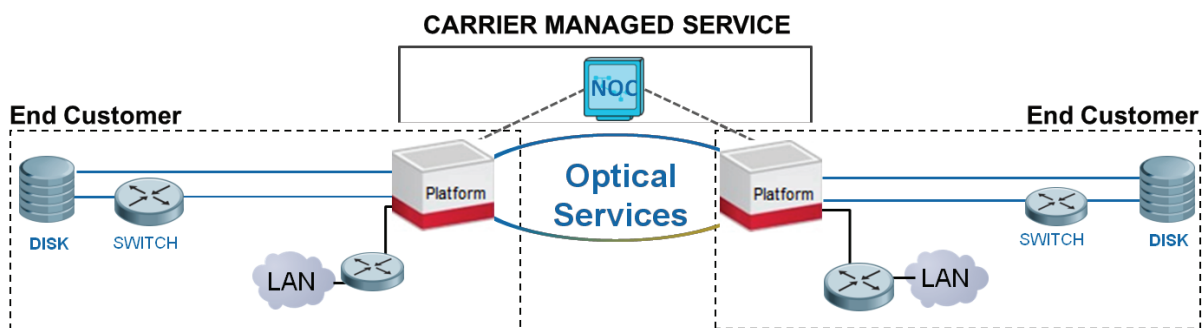 CARRIER MANAGED SERVICE
NOC
End Customer
End Customer
Platform
Optical
Services
Platform
DISK
SWITCH
SWITCH
DISK
LAN
LAN